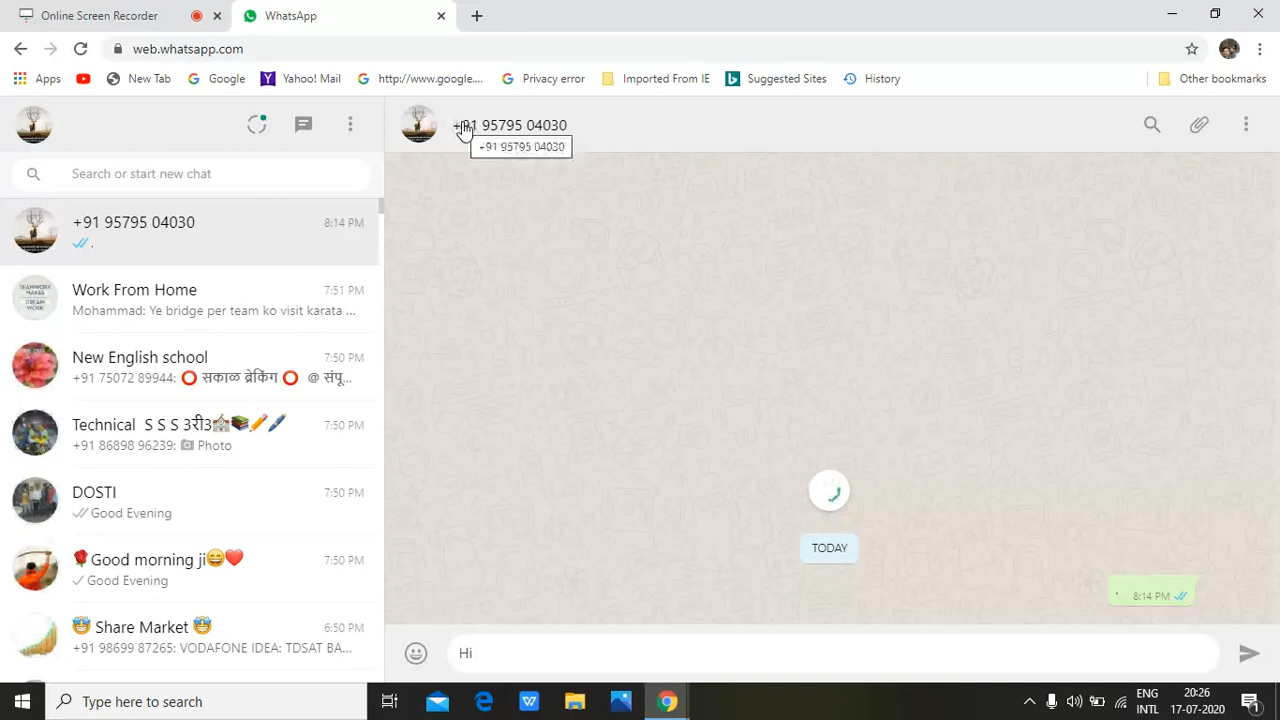 Online Screen Recorder
WhatsApp
web.whatsapp.com
Apps
New Tab
Google
Yahoo! Mail
http://www.google....
Privacy error
Imported From IE
Suggested Sites
History
Other bookmarks
+91 95795 04030
+91 95795 04030
Search or start new chat
+91 95795 04030
8:14 PM
.
Work From Home
7:51 PM
Mohammad: Ye bridge per team ko visit karata ...
New English school
7:50 PM
+91 75072 89944: ⭕ सकाळ ब्रेकिंग ⭕ @ संपू...
Technical S S S 3री3🏫📚✏️🖊️
7:50 PM
+91 86898 96239: 📷 Photo
DOSTI
7:50 PM
Good Evening
🌹Good morning ji😄❤️
7:50 PM
Good Evening
🤠 Share Market 🤠
6:50 PM
+91 98699 87265: VODAFONE IDEA: TDSAT BA...
TODAY
. 8:14 PM
Hi
Type here to search
ENG
INTL
20:26
17-07-2020
1